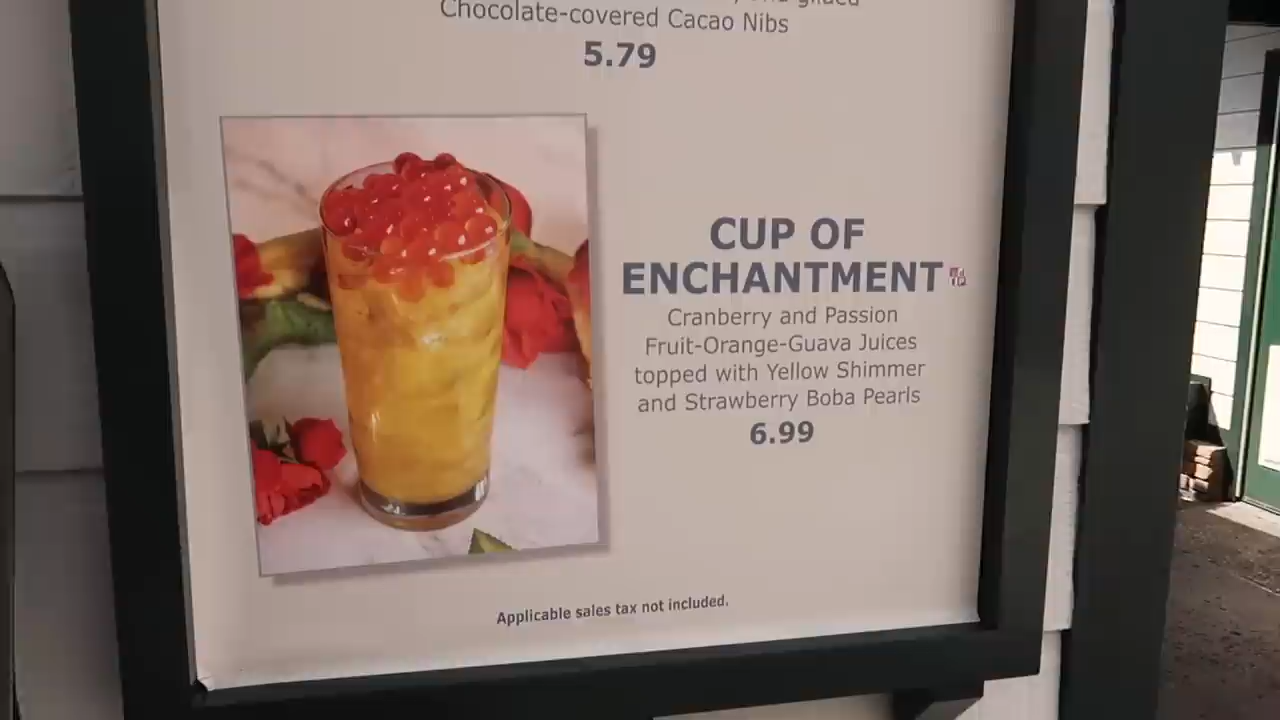 Chocolate-covered Cacao Nibs
5.79
CUP OF
ENCHANTMENT
Cranberry and Passion
Fruit-Orange-Guava Juices
topped with Yellow Shimmer
and Strawberry Boba Pearls
6.99
Applicable sales tax not included.